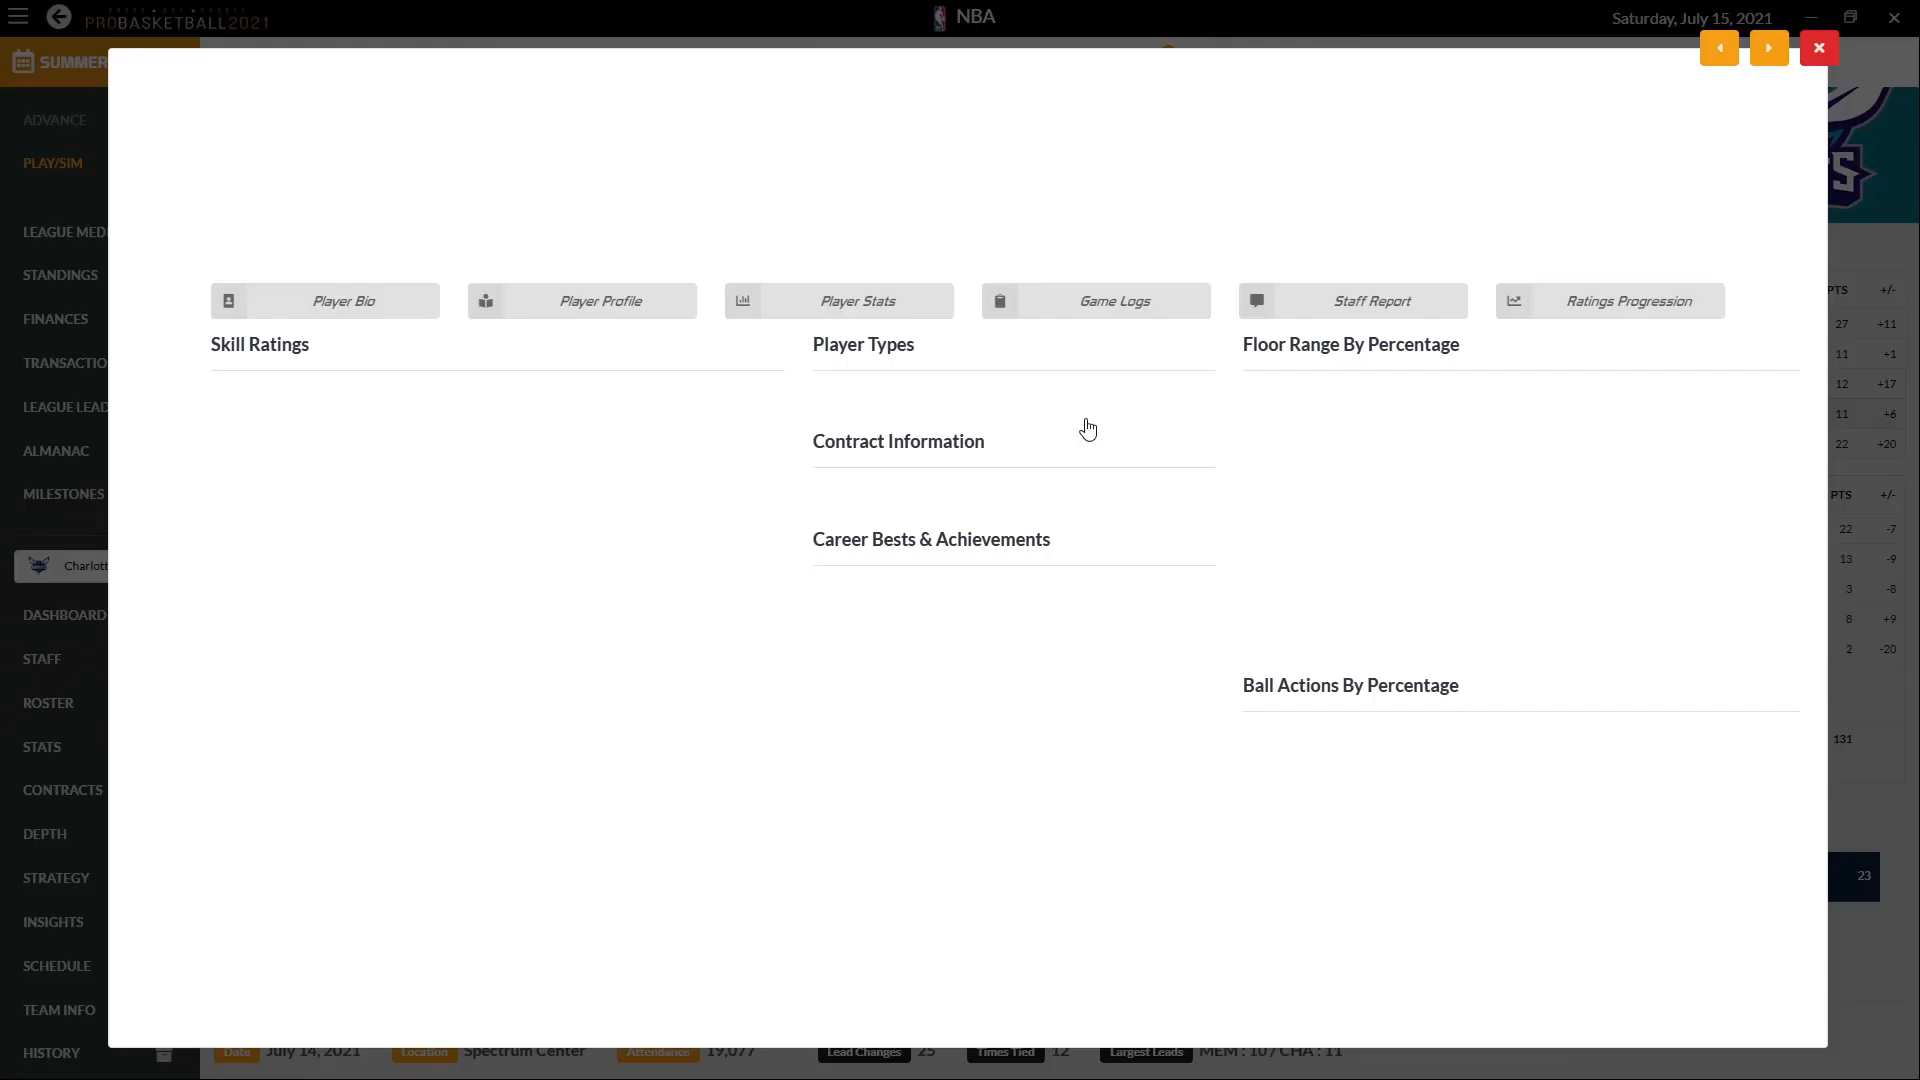 DRAFT DAY SPORTS
PROBASKETBALL2021
NBA
Saturday, July 15, 2021
SUMMER
ADVANCE
PLAY/SIM
LEAGUE MEDI
STANDINGS
FINANCES
TRANSACTIO
LEAGUE LEAD
ALMANAC
MILESTONES
Charlott
DASHBOARD
STAFF
ROSTER
STATS
CONTRACTS
DEPTH
STRATEGY
INSIGHTS
SCHEDULE
TEAM INFO
HISTORY
Player Bio
Player Profile
Player Stats
Game Logs
Staff Report
Ratings Progression
Skill Ratings
Player Types
Floor Range By Percentage
Contract Information
Career Bests & Achievements
Ball Actions By Percentage
PTS +/-
27 +11
11 +1
12 +17
11 +6
22 +20
PTS +/-
22 -7
13 -9
3 -8
8 +9
2 -20
131
23
Date July 14, 2021 Location Spectrum Center Attendance 19,077 Lead Changes 25 Times Tied 12 Largest Leads MEM : 10 / CHA : 11